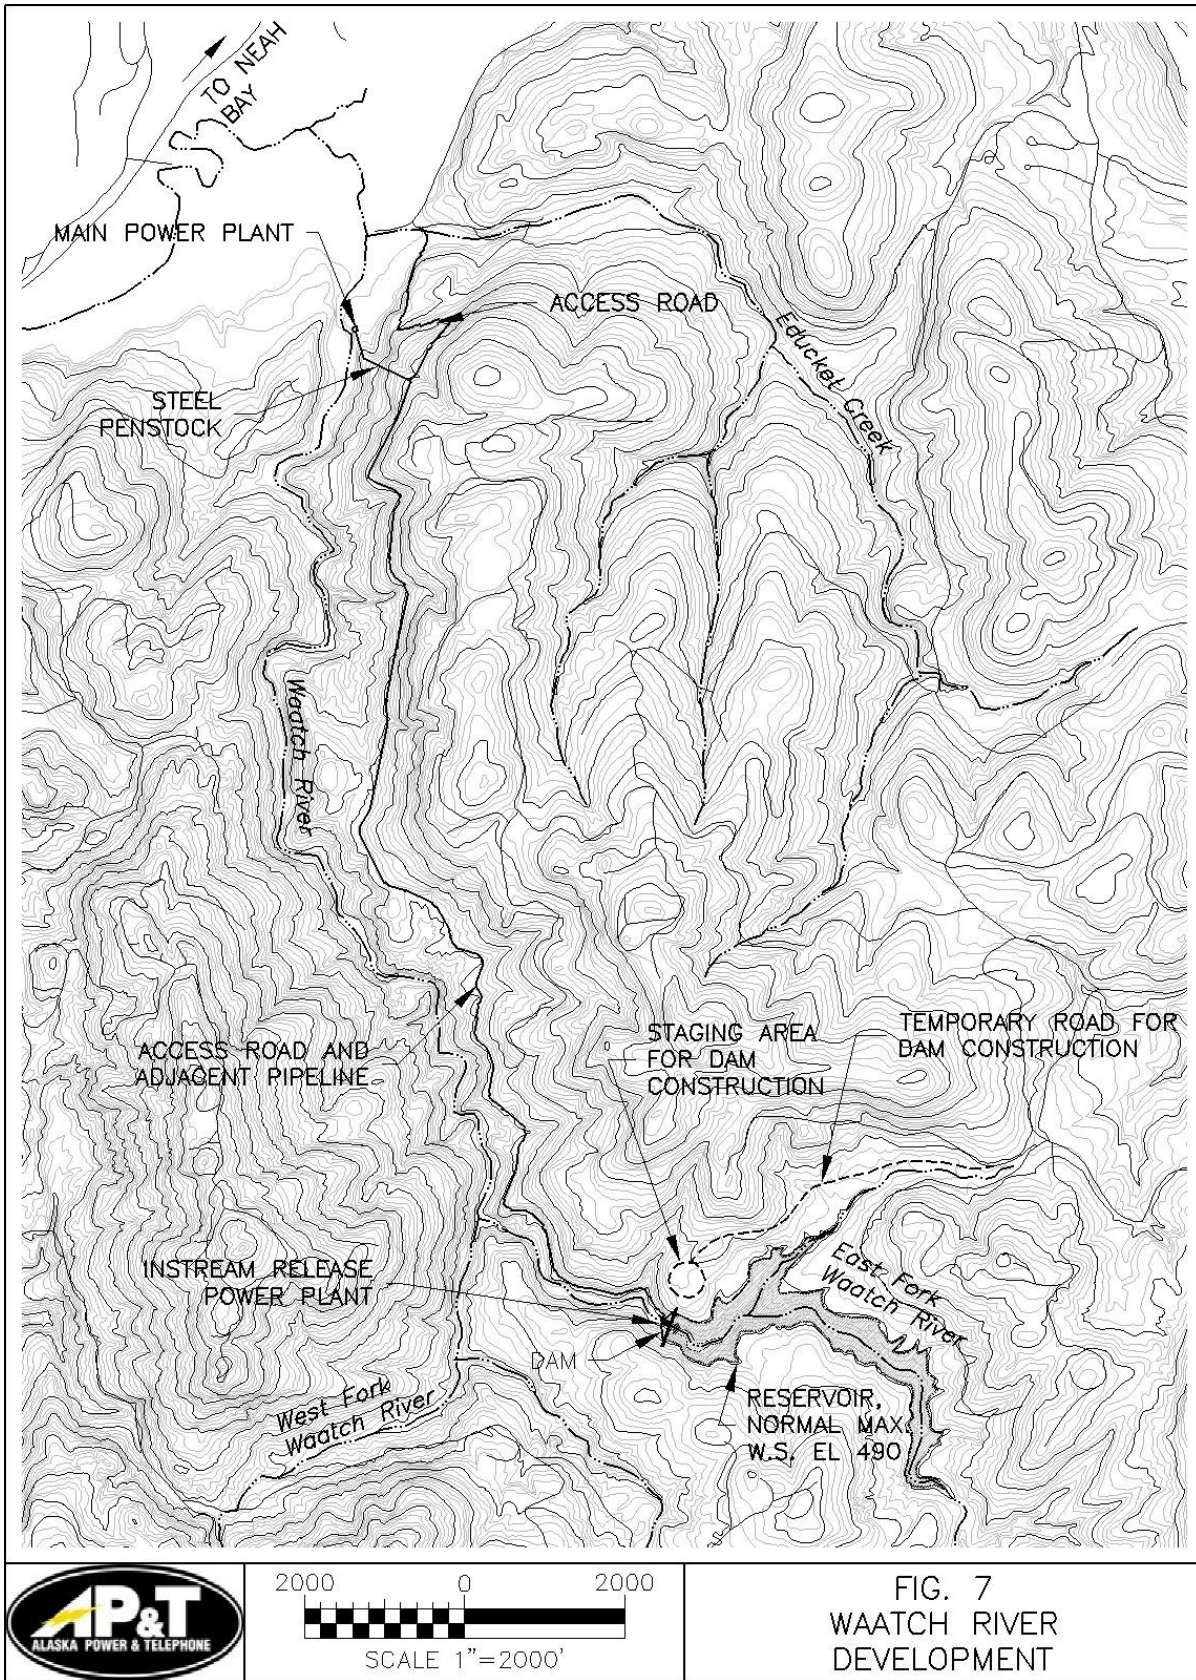 TO NEAH
BAY
MAIN POWER PLANT
ACCESS ROAD
Educket Creek
STEEL
PENSTOCK
Waatch River
STAGING AREA
FOR DAM
CONSTRUCTION
TEMPORARY ROAD FOR
DAM CONSTRUCTION
ACCESS ROAD AND
ADJACENT PIPELINE
INSTREAM RELEASE
POWER PLANT
East Fork
Waatch River
DAM
West Fork
Waatch River
RESERVOIR,
NORMAL MAX.
W.S. EL 490
AP&T
ALASKA POWER & TELEPHONE
2000 0 2000
SCALE 1"=2000'
FIG. 7
WAATCH RIVER
DEVELOPMENT